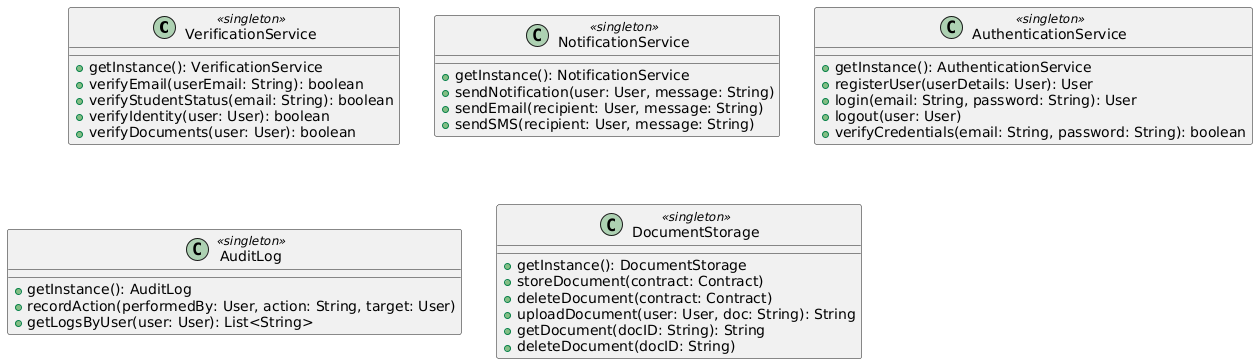 «singleton»
C VerificationService
getInstance(): VerificationService
verifyEmail(userEmail: String): boolean
verifyStudentStatus(email: String): boolean
verifyIdentity(user: User): boolean
verifyDocuments(user: User): boolean
«singleton»
C NotificationService
getInstance(): NotificationService
sendNotification(user: User, message: String)
sendEmail(recipient: User, message: String)
sendSMS(recipient: User, message: String)
«singleton»
C AuthenticationService
getInstance(): AuthenticationService
registerUser(userDetails: User): User
login(email: String, password: String): User
logout(user: User)
verifyCredentials(email: String, password: String): boolean
«singleton»
C AuditLog
getInstance(): AuditLog
recordAction(performedBy: User, action: String, target: User)
getLogsByUser(user: User): List<String>
«singleton»
C DocumentStorage
getInstance(): DocumentStorage
storeDocument(contract: Contract)
deleteDocument(contract: Contract)
uploadDocument(user: User, doc: String): String
getDocument(docID: String): String
deleteDocument(docID: String)